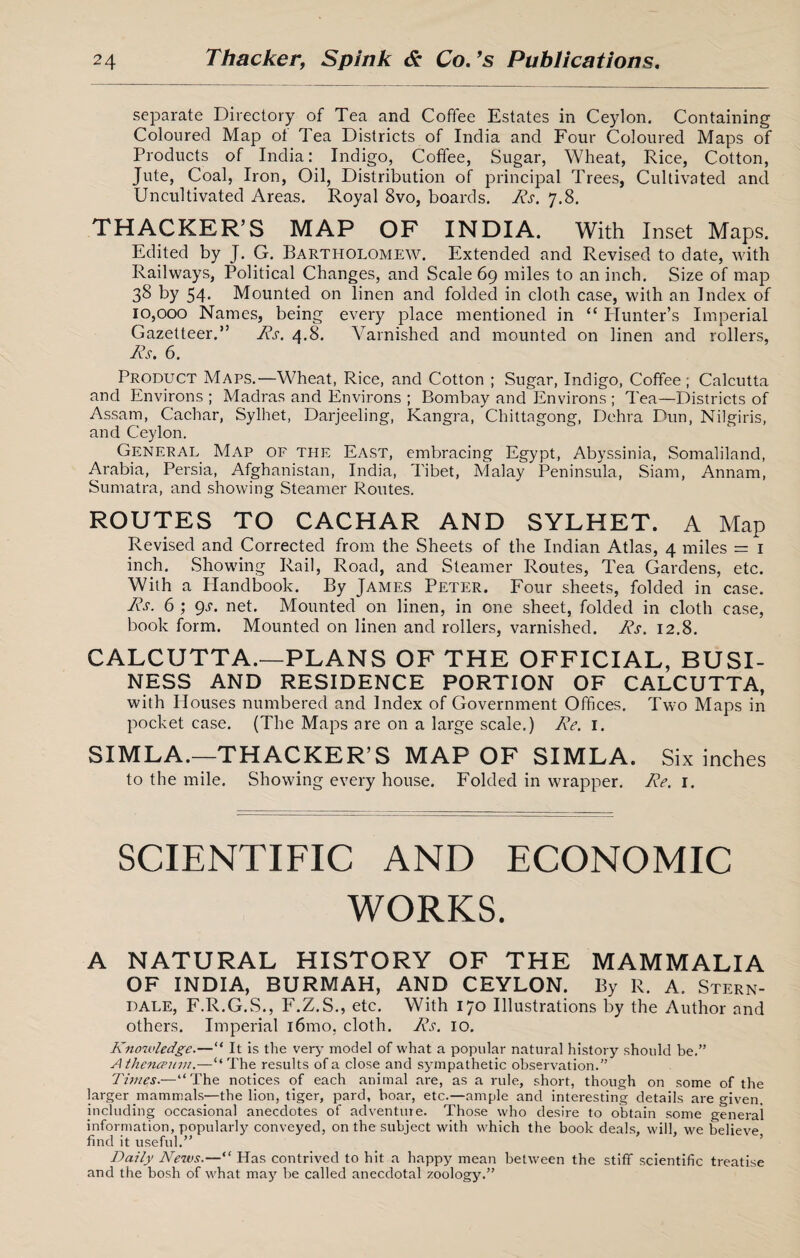 24 Thacker, Spink & Co.'s Publications.
separate Directory of Tea and Coffee Estates in Ceylon. Containing
Coloured Map of Tea Districts of India and Four Coloured Maps of
Products of India: Indigo, Coffee, Sugar, Wheat, Rice, Cotton,
Jute, Coal, Iron, Oil, Distribution of principal Trees, Cultivated and
Uncultivated Areas. Royal 8vo, boards. Rs. 7.8.
THACKER'S MAP OF INDIA. With Inset Maps.
Edited by J. G. BARTHOLOMEW. Extended and Revised to date, with
Railways, Political Changes, and Scale 69 miles to an inch. Size of map
38 by 54. Mounted on linen and folded in cloth case, with an Index of
10,000 Names, being every place mentioned in “Hunter's Imperial
Gazetteer.” Rs. 4.8. Varnished and mounted on linen and rollers,
Rs. 6.
PRODUCT MAPS.—Wheat, Rice, and Cotton ; Sugar, Indigo, Coffee ; Calcutta
and Environs ; Madras and Environs ; Bombay and Environs ; Tea—Districts of
Assam, Cachar, Sylhet, Darjeeling, Kangra, Chittagong, Dehra Dun, Nilgiris,
and Ceylon.
GENERAL MAP OF THE EAST, embracing Egypt, Abyssinia, Somaliland,
Arabia, Persia, Afghanistan, India, Tibet, Malay Peninsula, Siam, Annam,
Sumatra, and showing Steamer Routes.
ROUTES TO CACHAR AND SYLHET. A Map
Revised and Corrected from the Sheets of the Indian Atlas, 4 miles = 1
inch. Showing Rail, Road, and Steamer Routes, Tea Gardens, etc.
With a Handbook. By JAMES PETER. Four sheets, folded in case.
Rs. 6 ; 9s. net. Mounted on linen, in one sheet, folded in cloth case,
book form. Mounted on linen and rollers, varnished. Rs. 12.8.
CALCUTTA.—PLANS OF THE OFFICIAL, BUSI-
NESS AND RESIDENCE PORTION OF CALCUTTA,
with Houses numbered and Index of Government Offices. Two Maps in
pocket case. (The Maps are on a large scale.) Re. 1.
SIMLA.—THACKER'S MAP OF SIMLA. Six inches
to the mile. Showing every house. Folded in wrapper. Re. 1.
SCIENTIFIC AND ECONOMIC
WORKS.
A NATURAL HISTORY OF THE MAMMALIA
OF INDIA, BURMAH, AND CEYLON. By R. A. STERN-
DALE, F.R.G.S., F.Z.S., etc. With 170 Illustrations by the Author and
others. Imperial 16mo, cloth. Rs. 10.
Knowledge.—“ It is the very model of what a popular natural history should be.”
Athenæum.—“ The results of a close and sympathetic observation.”
Times.—“ The notices of each animal are, as a rule, short, though on some of the
larger mammals—the lion, tiger, pard, boar, etc.—ample and interesting details are given,
including occasional anecdotes of adventure. Those who desire to obtain some general
information, popularly conveyed, on the subject with which the book deals, will, we believe,
find it useful.”
Daily News.—“ Has contrived to hit a happy mean between the stiff scientific treatise
and the bosh of what may be called anecdotal zoology.”